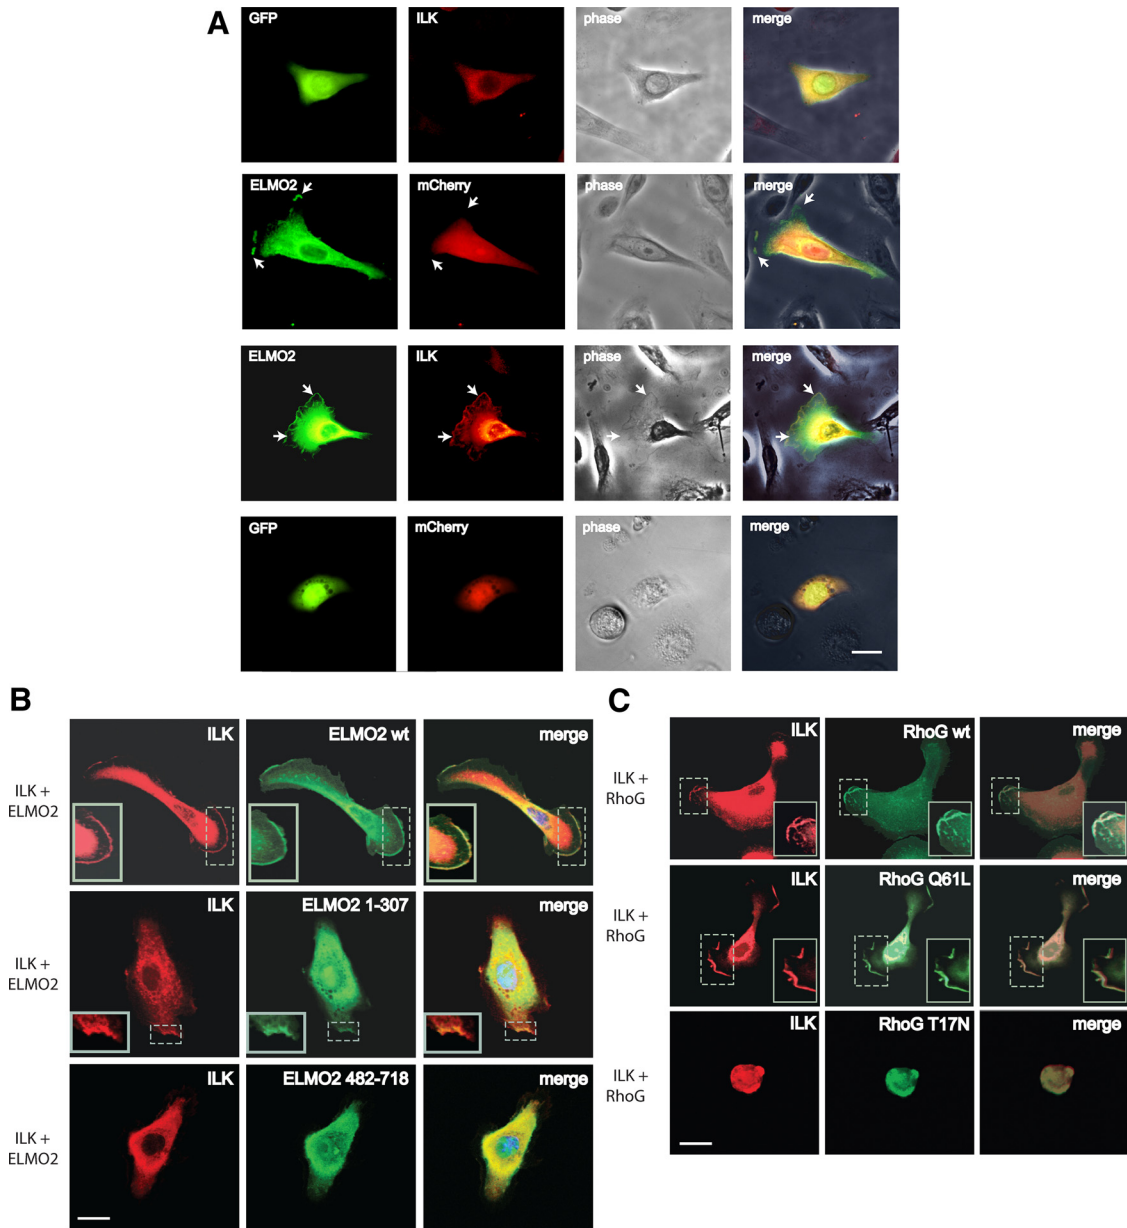 A
GFP ILK phase merge
ELMO2 mCherry phase merge
ELMO2 ILK phase merge
GFP mCherry phase merge
B
ILK ELMO2 wt merge
ILK +
ELMO2
ILK ELMO2 1-307 merge
ILK +
ELMO2
ILK ELMO2 482-718 merge
ILK +
ELMO2
C
ILK RhoG wt merge
ILK +
RhoG
ILK RhoG Q61L merge
ILK +
RhoG
ILK RhoG T17N merge
ILK +
RhoG